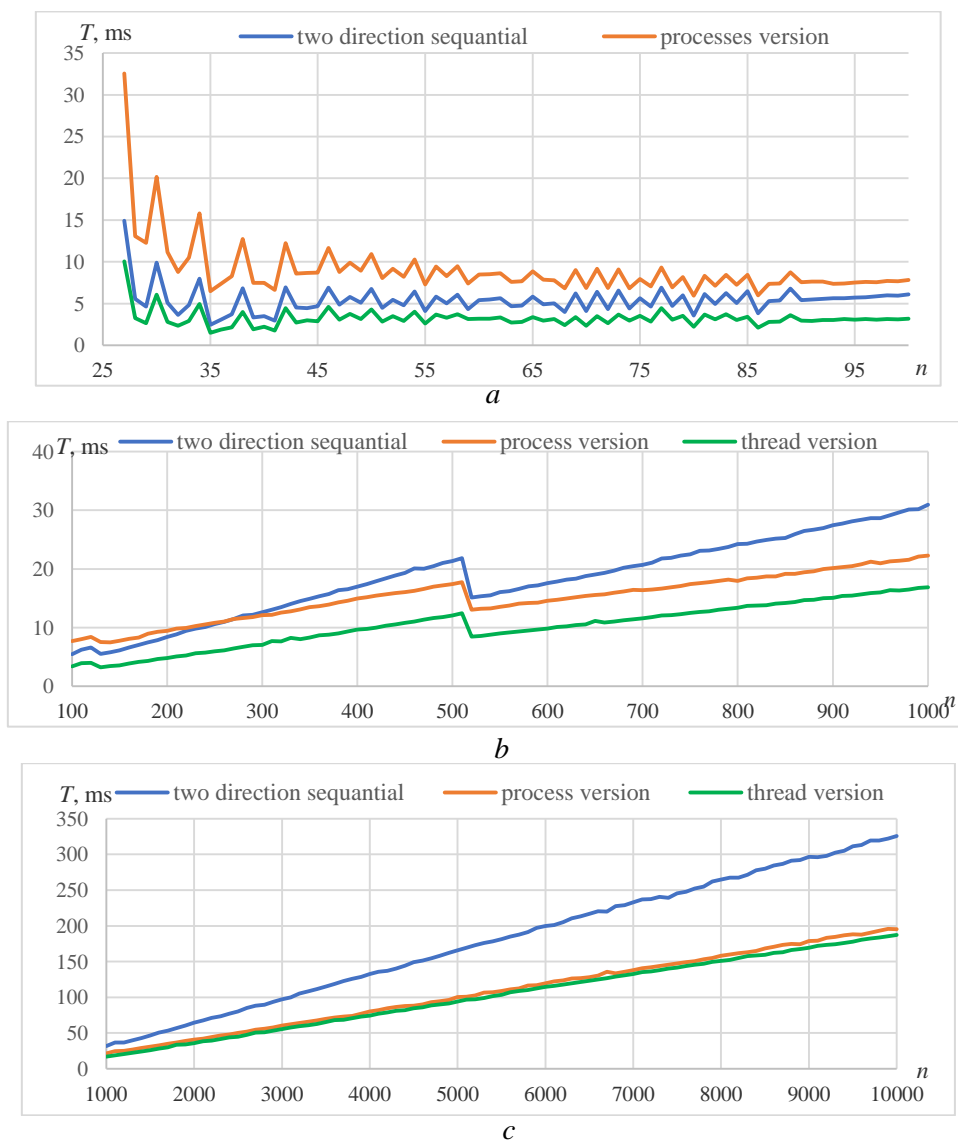 T, ms
two direction sequantial
processes version
35
30
25
20
15
10
5
0
25 35 45 55 65 75 85 95 n
a
T, ms
two direction sequantial
process version
thread version
40
30
20
10
0
100 200 300 400 500 600 700 800 900 1000 n
b
T, ms
two direction sequantial
process version
thread version
350
300
250
200
150
100
50
0
n
1000 2000 3000 4000 5000 6000 7000 8000 9000 10000
c